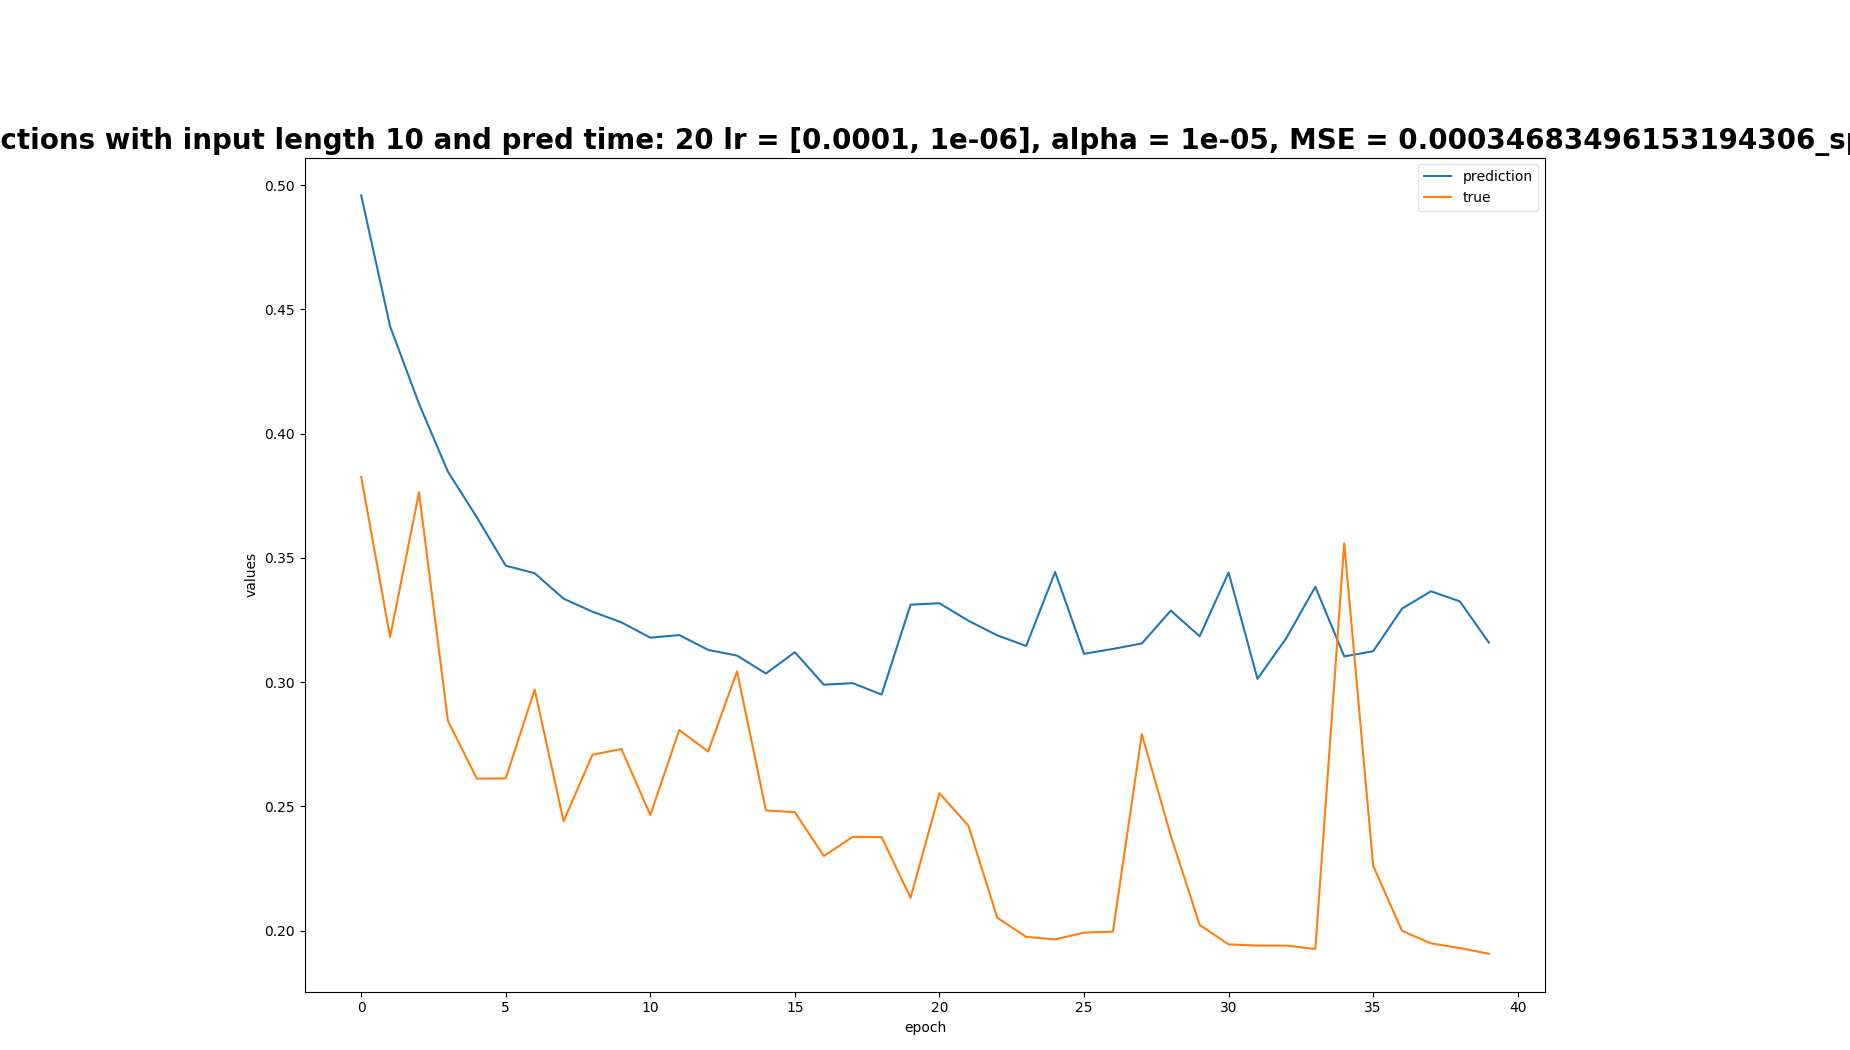 ctions with input length 10 and pred time: 20 lr = [0.0001, 1e-06], alpha = 1e-05, MSE = 0.00034683496153194306_sp
prediction
true
0.50
0.45
0.40
0.35
0.30
0.25
0.20
values
0 5 10 15 20 25 30 35 40
epoch